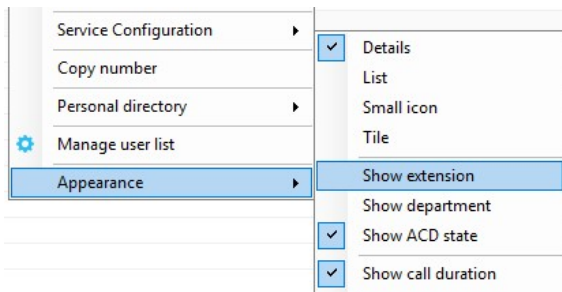 Service Configuration
Copy number
Personal directory
Manage user list
Appearance
Details
List
Small icon
Tile
Show extension
Show department
Show ACD state
Show call duration